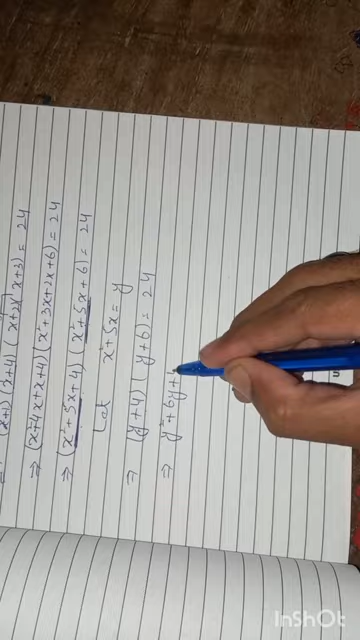 (x+1)(x+4)(x+2)(x+3) = 24
⇒ (x²+4x+x+4)(x²+3x+2x+6) = 24
⇒ (x²+5x+4)(x²+5x+6) = 24
Let x²+5x = y
⇒ (y+4)(y+6) = 24
⇒ y²+6y+
InShOt